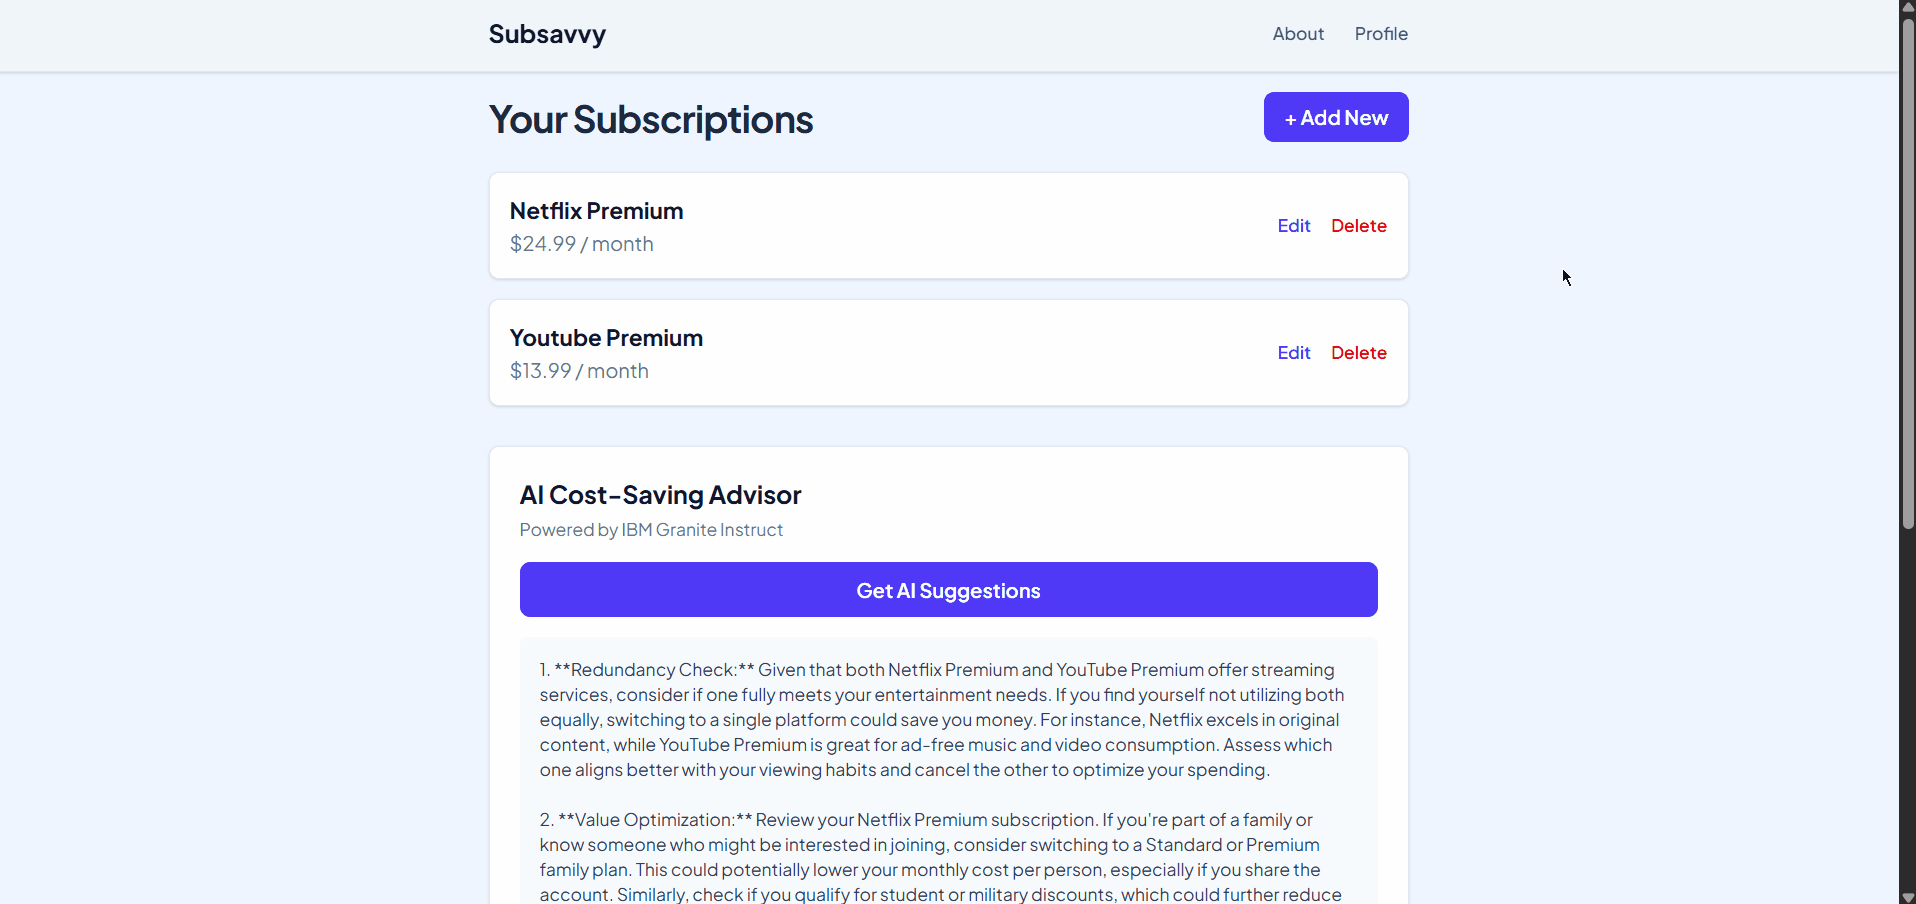 Subsavvy
About Profile
Your Subscriptions
+ Add New
Netflix Premium
$24.99 / month
Edit Delete
Youtube Premium
$13.99 / month
Edit Delete
AI Cost-Saving Advisor
Powered by IBM Granite Instruct
Get AI Suggestions
1. **Redundancy Check:** Given that both Netflix Premium and YouTube Premium offer streaming
services, consider if one fully meets your entertainment needs. If you find yourself not utilizing both
equally, switching to a single platform could save you money. For instance, Netflix excels in original
content, while YouTube Premium is great for ad-free music and video consumption. Assess which
one aligns better with your viewing habits and cancel the other to optimize your spending.
2. **Value Optimization:** Review your Netflix Premium subscription. If you're part of a family or
know someone who might be interested in joining, consider switching to a Standard or Premium
family plan. This could potentially lower your monthly cost per person, especially if you share the
account. Similarly, check if you qualify for student or military discounts, which could further reduce